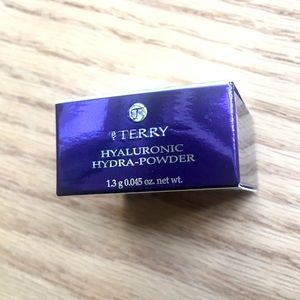 BY TERRY
HYALURONIC
HYDRA-POWDER
1.3 g 0.045 oz. net wt.